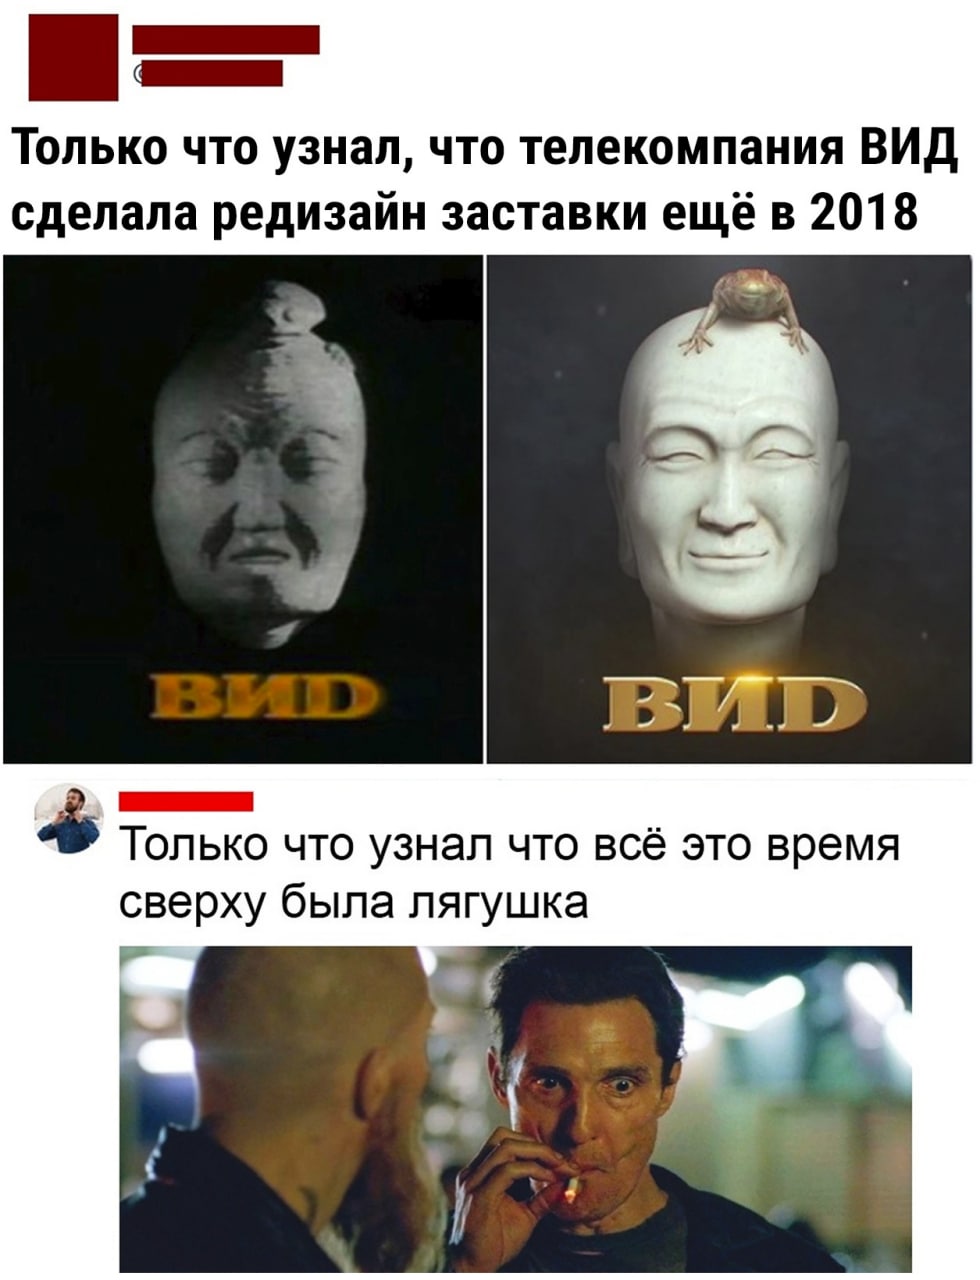 @
Только что узнал, что телекомпания ВИД
сделала редизайн заставки ещё в 2018
ВИD
ВИD
Только что узнал что всё это время
сверху была лягушка